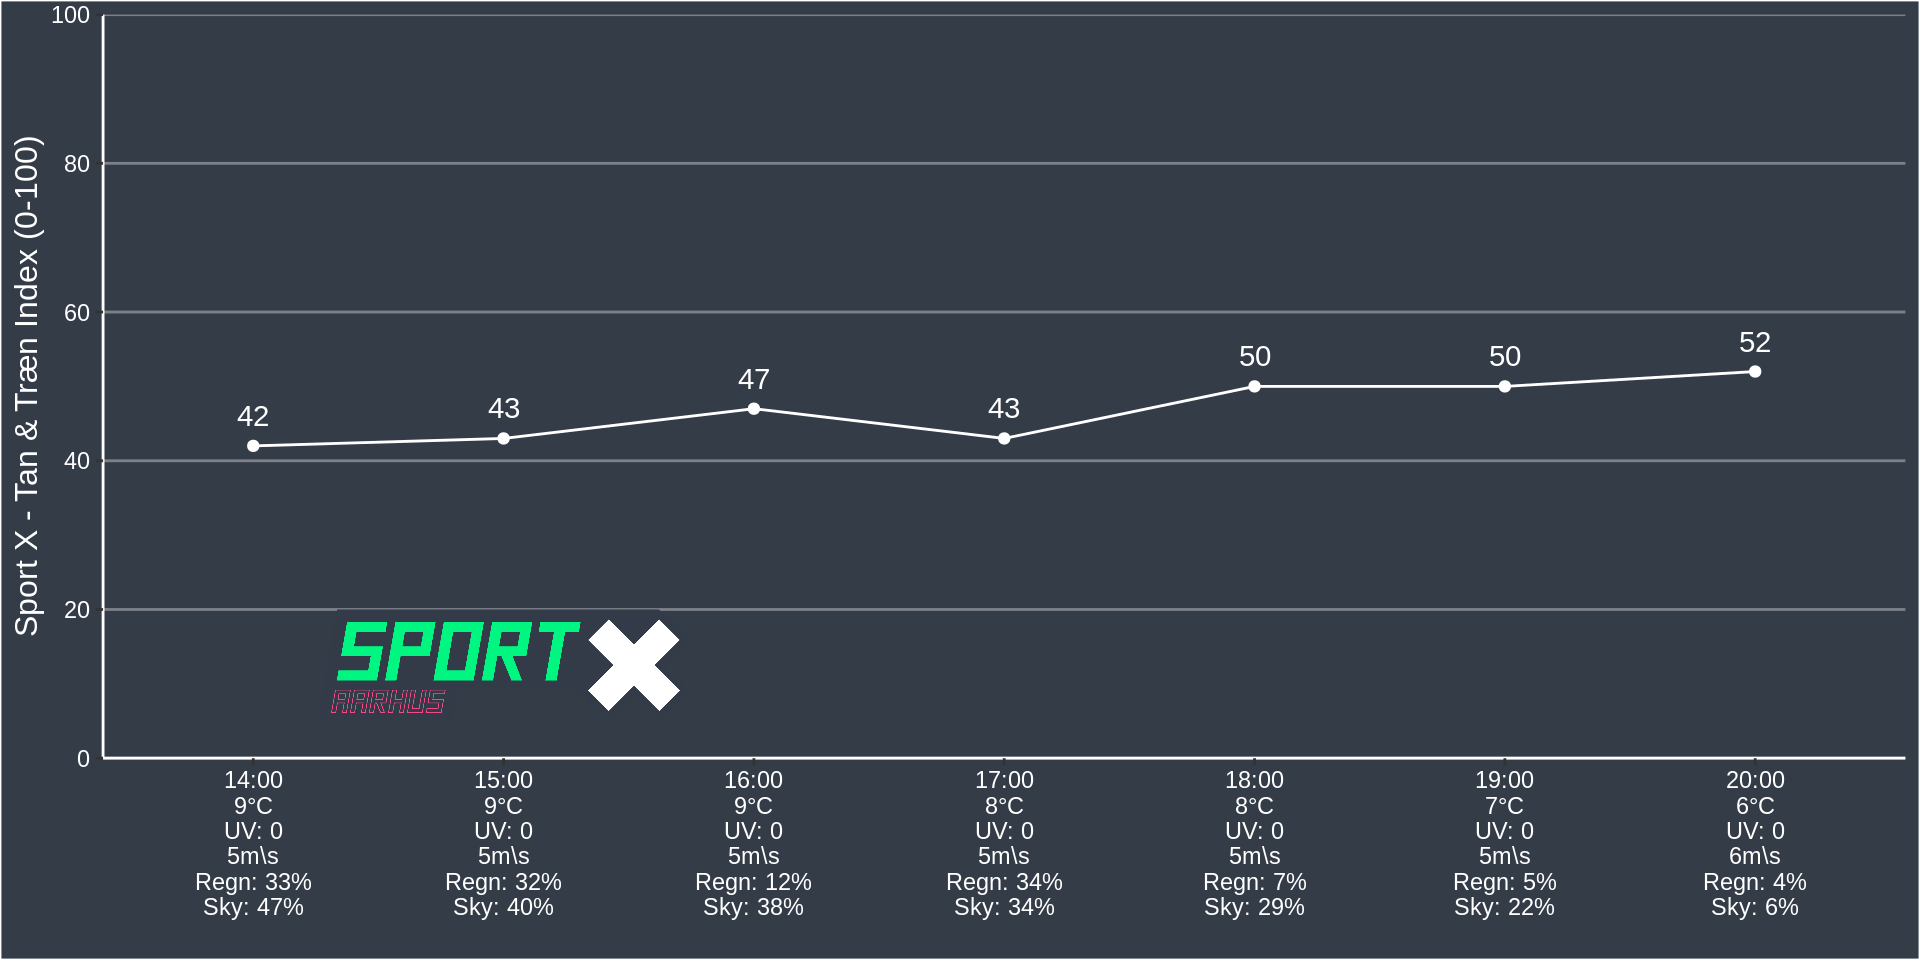 Sport X - Tan & Træn Index (0-100)
100
80
60
40
20
0
42
43
47
43
50
50
52
SPORT X
AARHUS
14:00 15:00 16:00 17:00 18:00 19:00 20:00
9°C 9°C 9°C 8°C 8°C 7°C 6°C
UV: 0 UV: 0 UV: 0 UV: 0 UV: 0 UV: 0 UV: 0
5m\s 5m\s 5m\s 5m\s 5m\s 5m\s 6m\s
Regn: 33% Regn: 32% Regn: 12% Regn: 34% Regn: 7% Regn: 5% Regn: 4%
Sky: 47% Sky: 40% Sky: 38% Sky: 34% Sky: 29% Sky: 22% Sky: 6%